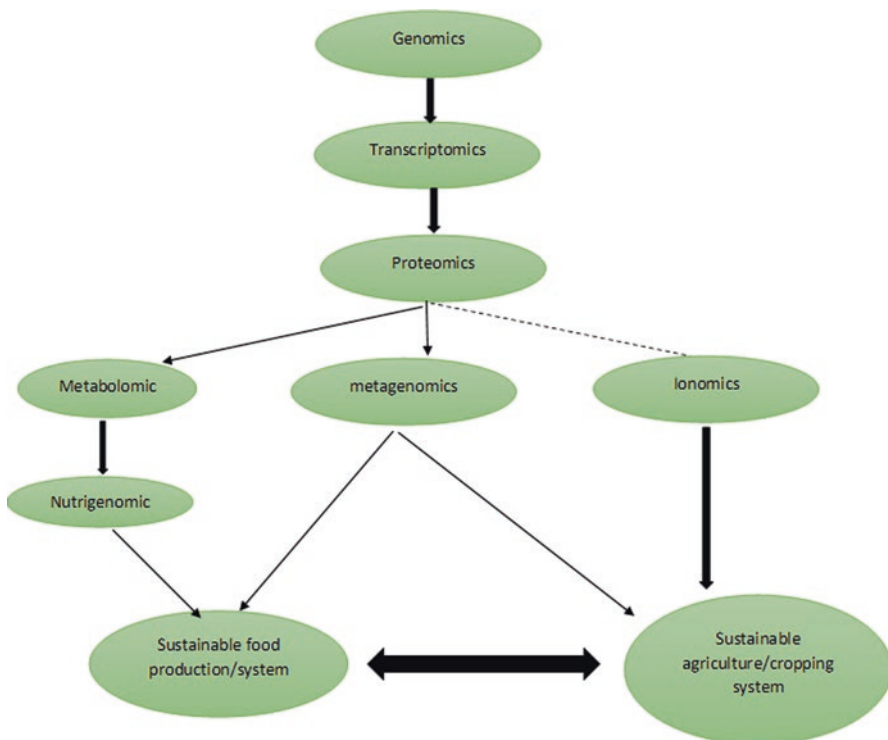 Genomics
Transcriptomics
Proteomics
Metabolomic
metagenomics
Ionomics
Nutrigenomic
Sustainable food
production/system
Sustainable
agriculture/cropping
system